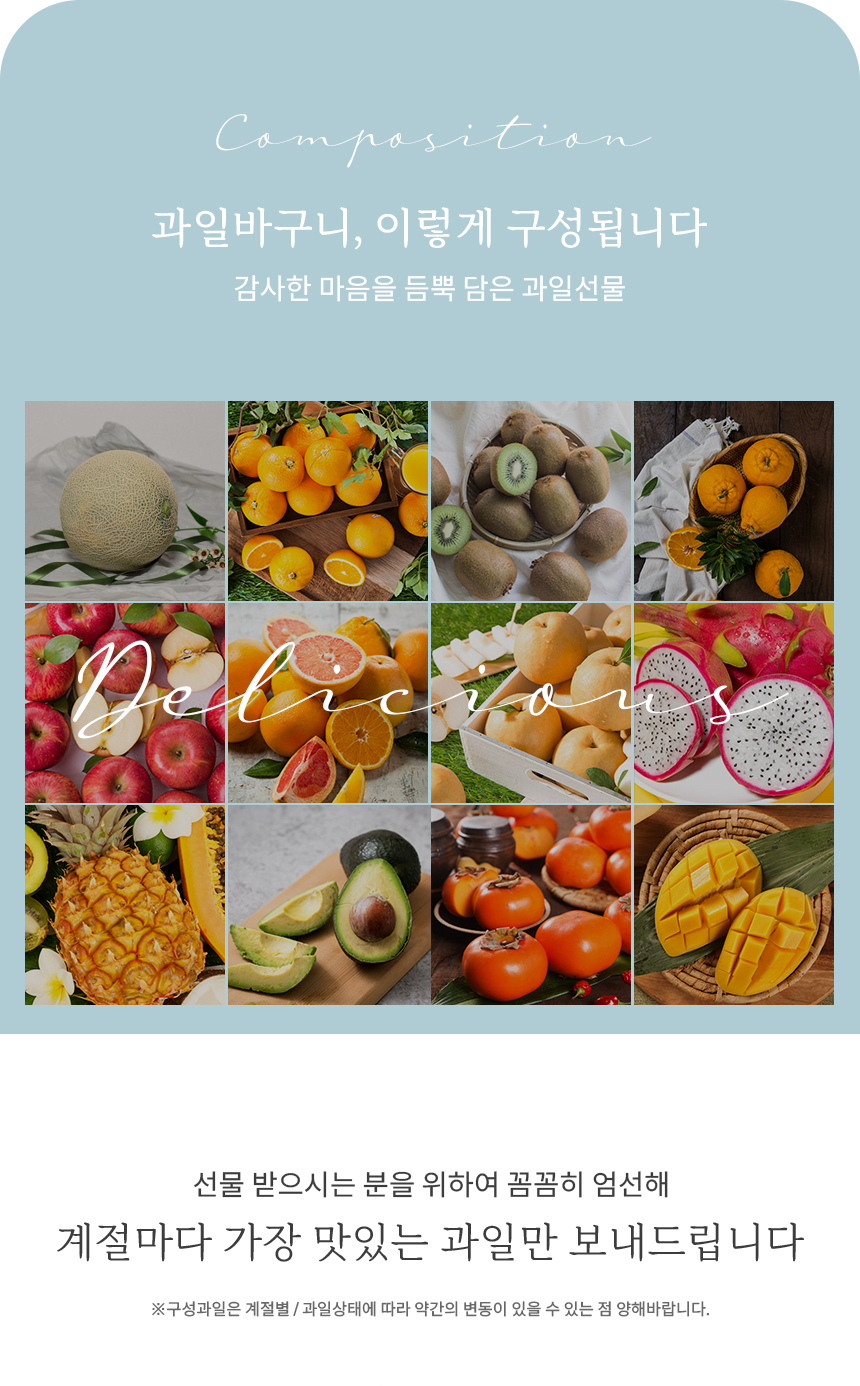 Composition
과일바구니, 이렇게 구성됩니다
감사한 마음을 듬뿍 담은 과일선물
Delicious
선물 받으시는 분을 위하여 꼼꼼히 엄선해
계절마다 가장 맛있는 과일만 보내드립니다
※구성과일은 계절별 / 과일상태에 따라 약간의 변동이 있을 수 있는 점 양해바랍니다.